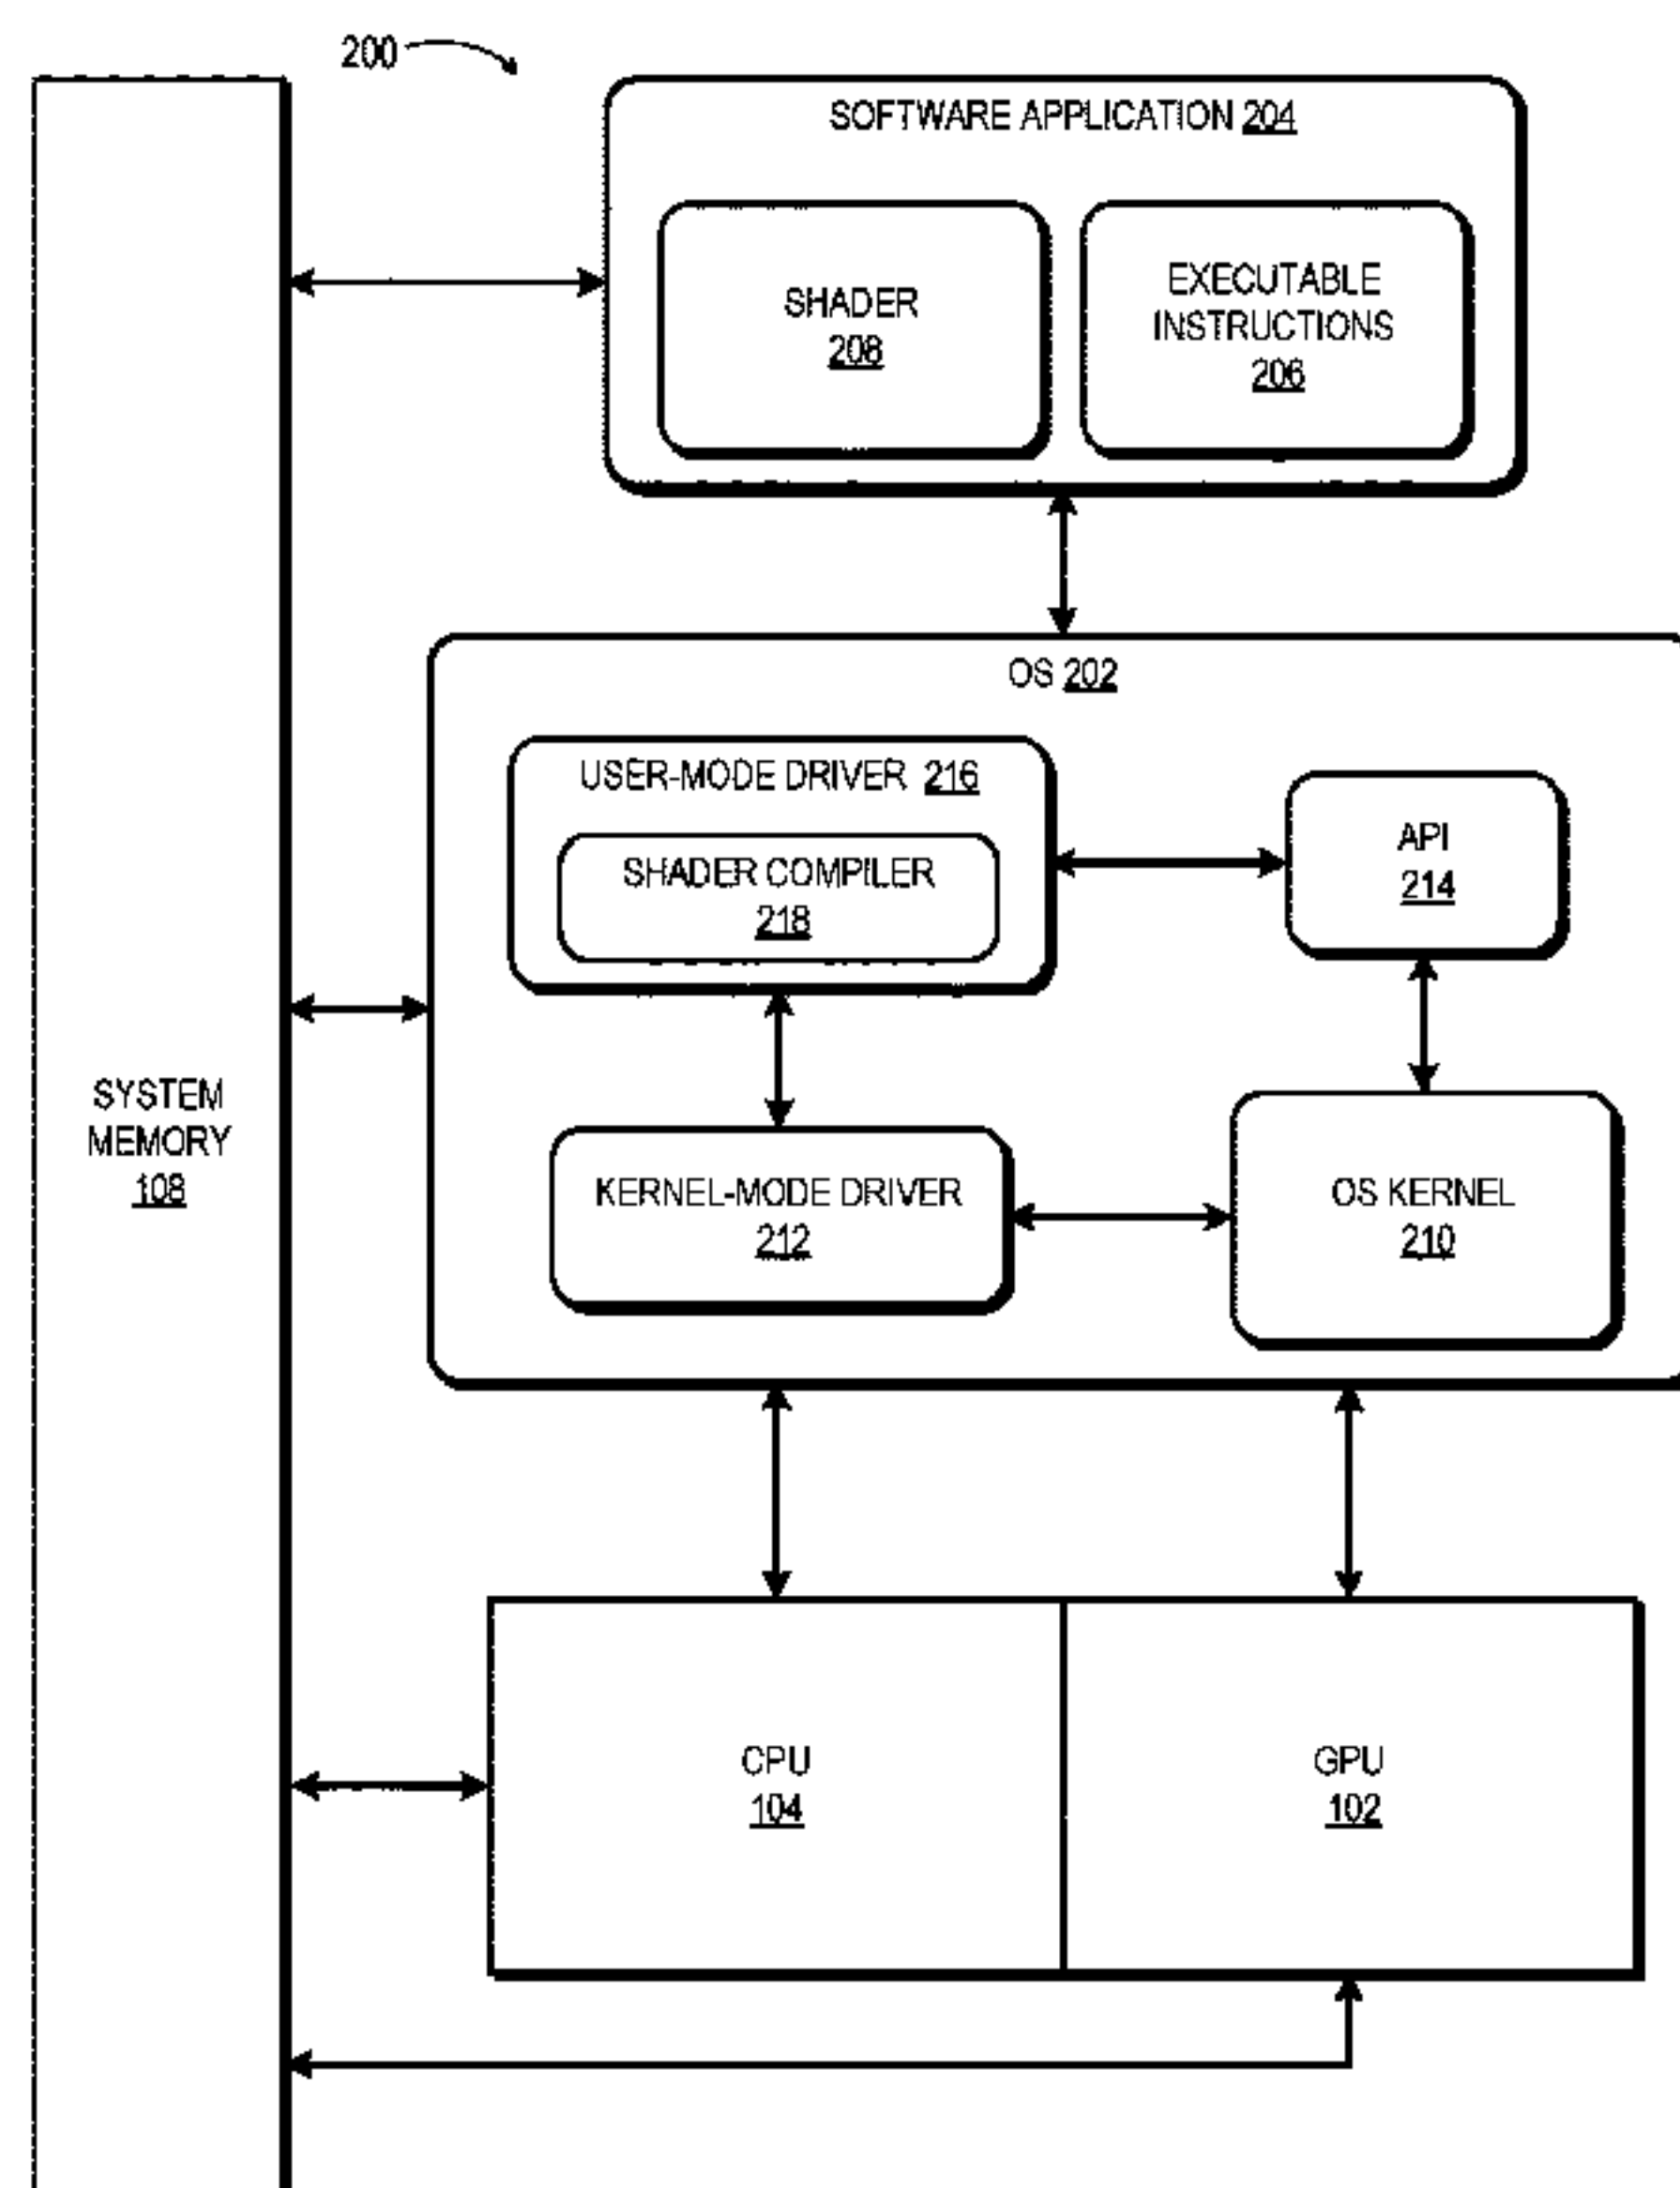 200
SOFTWARE APPLICATION 204
SHADER
208
EXECUTABLE
INSTRUCTIONS
206
OS 202
USER-MODE DRIVER 216
SHADER COMPILER
218
API
214
SYSTEM
MEMORY
108
KERNEL-MODE DRIVER
212
OS KERNEL
210
CPU
104
GPU
102